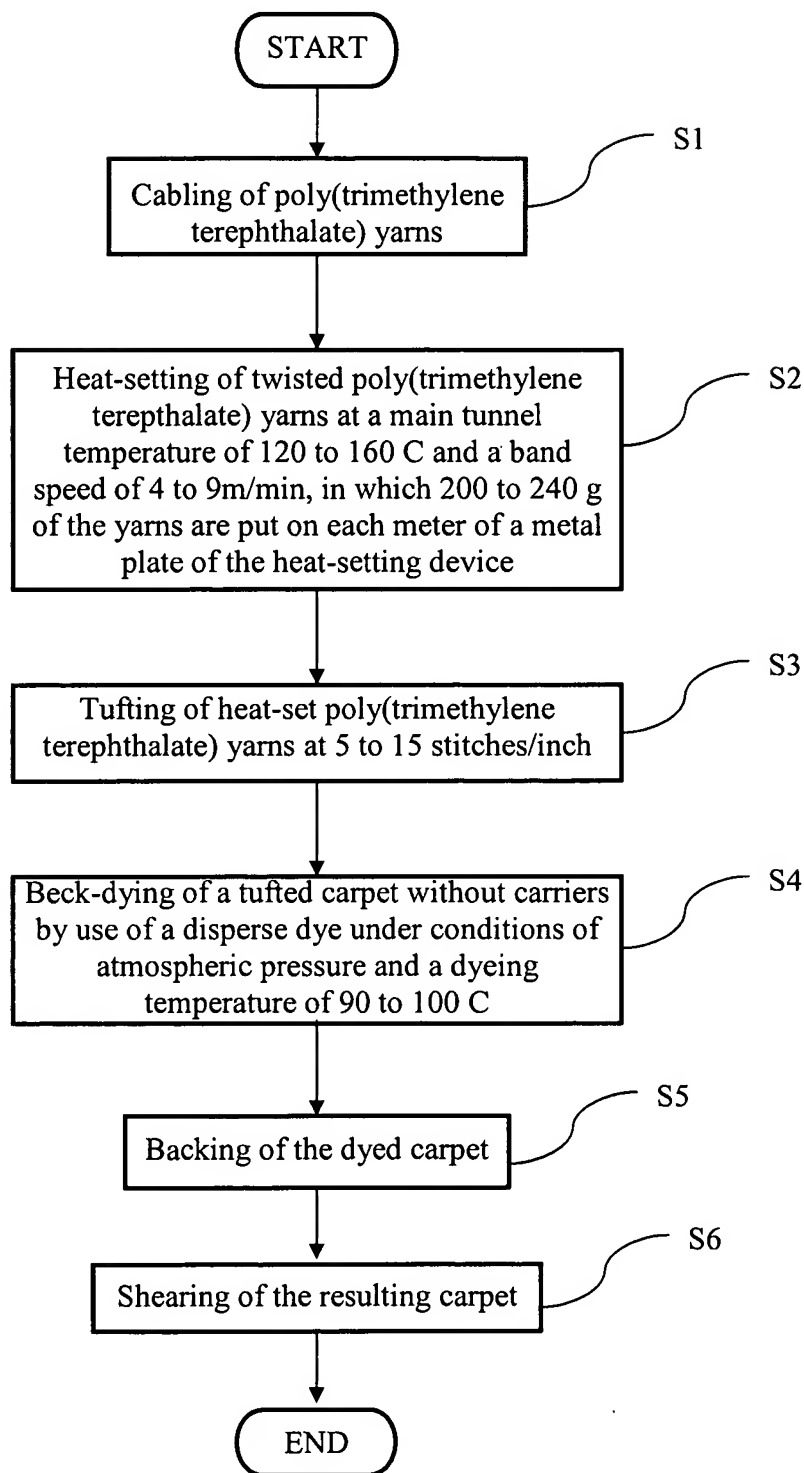 START
S1
Cabling of poly(trimethylene
terephthalate) yarns
S2
Heat-setting of twisted poly(trimethylene
terepthalate) yarns at a main tunnel
temperature of 120 to 160 C and a band
speed of 4 to 9m/min, in which 200 to 240 g
of the yarns are put on each meter of a metal
plate of the heat-setting device
S3
Tufting of heat-set poly(trimethylene
terephthalate) yarns at 5 to 15 stitches/inch
S4
Beck-dying of a tufted carpet without carriers
by use of a disperse dye under conditions of
atmospheric pressure and a dyeing
temperature of 90 to 100 C
S5
Backing of the dyed carpet
S6
Shearing of the resulting carpet
END